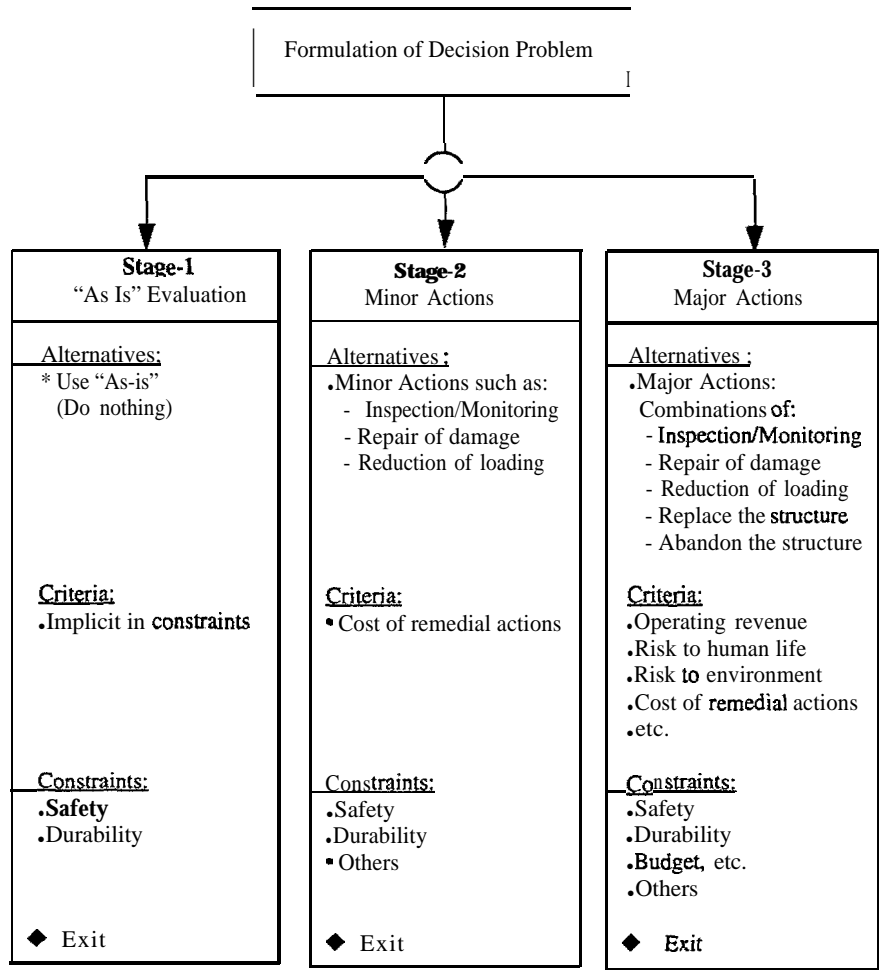 Formulation of Decision Problem
Stage-1
“As Is” Evaluation
Alternatives:
* Use “As-is”
(Do nothing)
Criteria:
•Implicit in constraints
Constraints:
•Safety
•Durability
◆ Exit
Stage-2
Minor Actions
Alternatives :
•Minor Actions such as:
- Inspection/Monitoring
- Repair of damage
- Reduction of loading
Criteria:
▪ Cost of remedial actions
Constraints:
•Safety
•Durability
▪ Others
◆ Exit
Stage-3
Major Actions
Alternatives :
•Major Actions:
Combinations of:
- Inspection/Monitoring
- Repair of damage
- Reduction of loading
- Replace the structure
- Abandon the structure
Criteria:
•Operating revenue
•Risk to human life
•Risk to environment
•Cost of remedial actions
•etc.
Constraints:
•Safety
•Durability
•Budget, etc.
•Others
◆ Exit